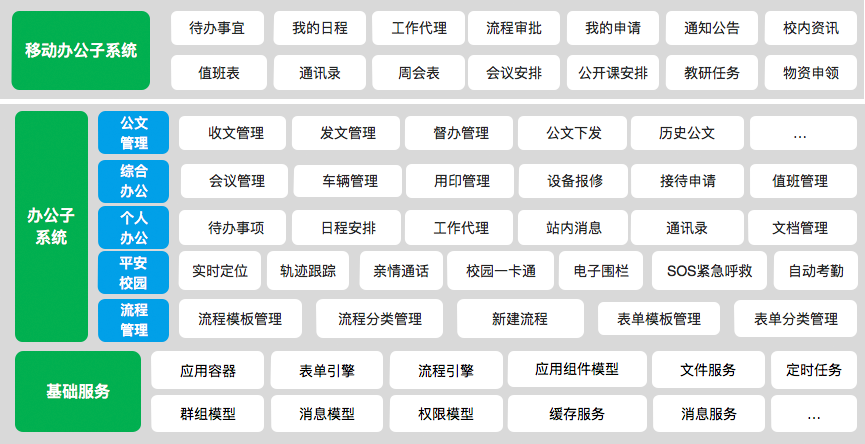 移动办公子系统
待办事宜 我的日程 工作代理 流程审批 我的申请 通知公告 校内资讯
值班表 通讯录 周会表 会议安排 公开课安排 教研任务 物资申领
办公子
系统
公文
管理
收文管理 发文管理 督办管理 公文下发 历史公文 …
综合
办公
会议管理 车辆管理 用印管理 设备报修 接待申请 值班管理
个人
办公
待办事项 日程安排 工作代理 站内消息 通讯录 文档管理
平安
校园
实时定位 轨迹跟踪 亲情通话 校园一卡通 电子围栏 SOS紧急呼救 自动考勤
流程
管理
流程模板管理 流程分类管理 新建流程 表单模板管理 表单分类管理
基础服务
应用容器 表单引擎 流程引擎 应用组件模型 文件服务 定时任务
群组模型 消息模型 权限模型 缓存服务 消息服务 …